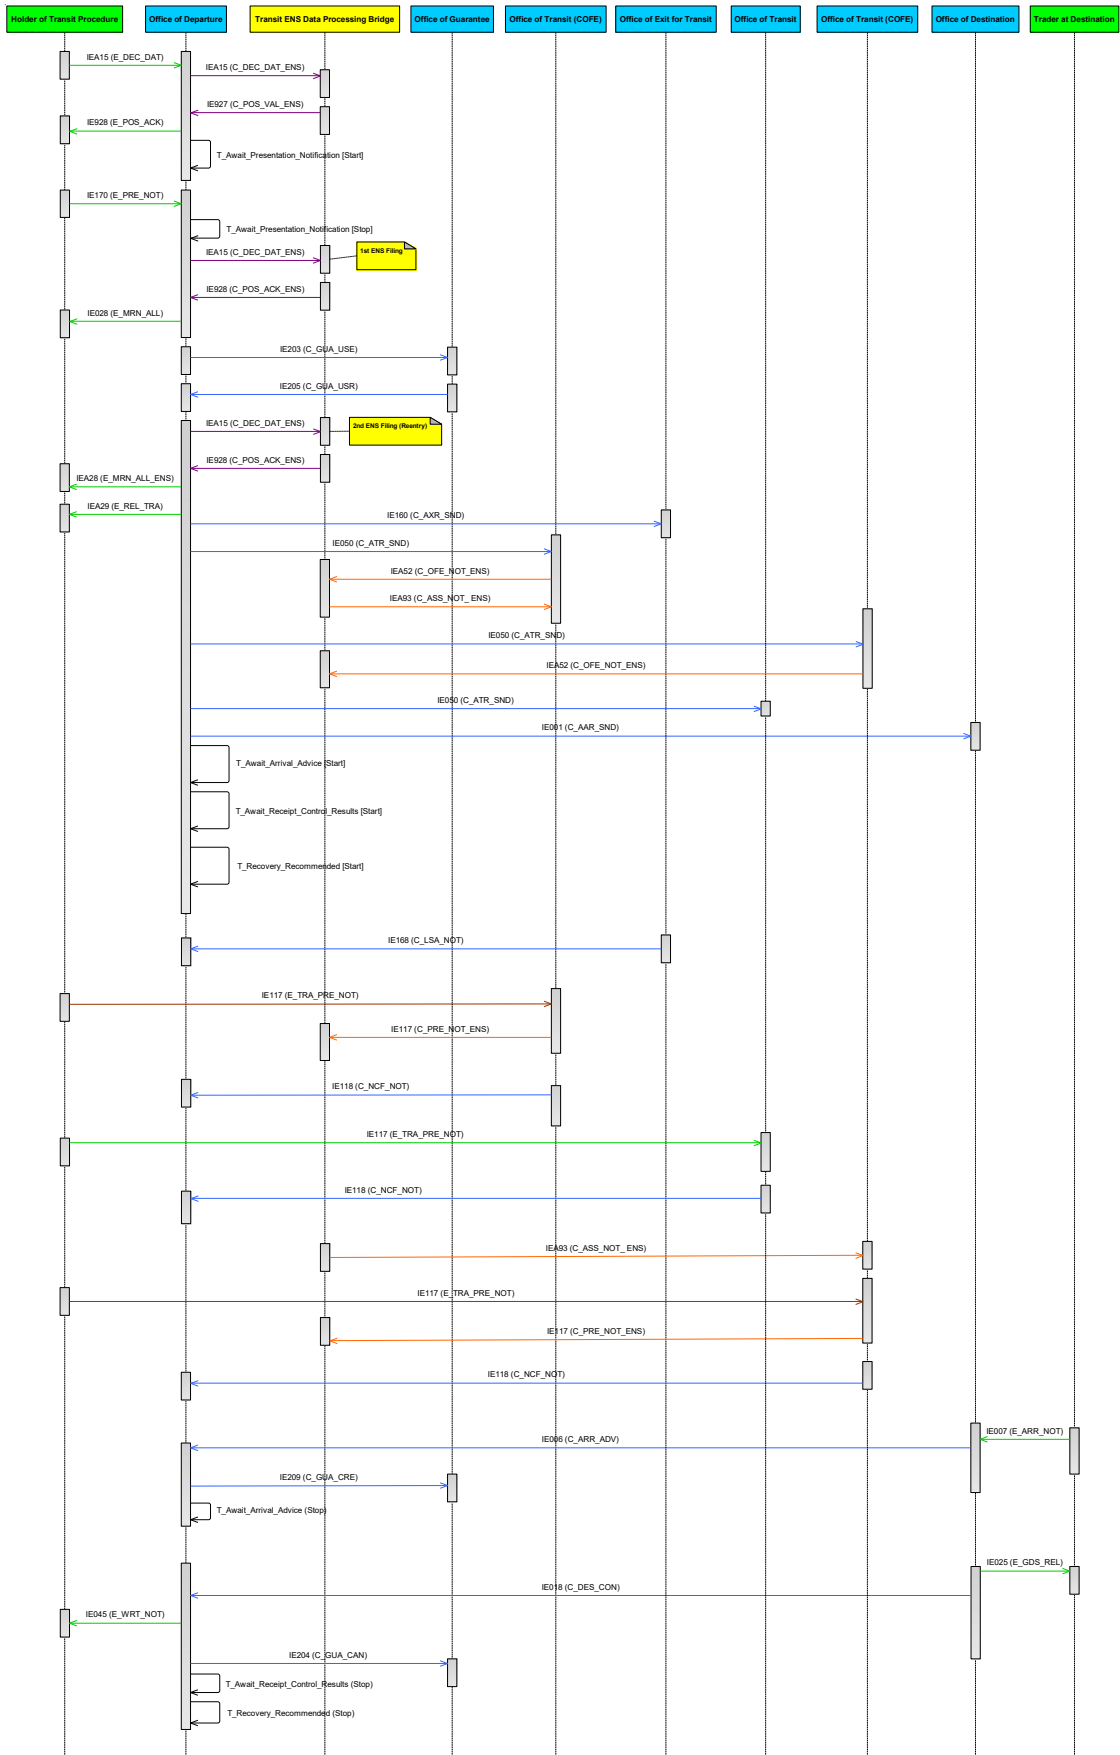 Holder of Transit Procedure
Office of Departure
Transit ENS Data Processing Bridge
Office of Guarantee
Office of Transit (COFE)
Office of Exit for Transit
Office of Transit
Office of Transit (COFE)
Office of Destination
Trader at Destination
IEA15 (E_DEC_DAT)
IEA15 (C_DEC_DAT_ENS)
IE927 (C_POS_VAL_ENS)
IE928 (E_POS_ACK)
T_Await_Presentation_Notification [Start]
IE170 (E_PRE_NOT)
T_Await_Presentation_Notification [Stop]
1st ENS Filing
IEA15 (C_DEC_DAT_ENS)
IE928 (C_POS_ACK_ENS)
IE028 (E_MRN_ALL)
IE203 (C_GUA_USE)
IE205 (C_GUA_USR)
IEA15 (C_DEC_DAT_ENS)
2nd ENS Filing (Reentry)
IE928 (C_POS_ACK_ENS)
IEA28 (E_MRN_ALL_ENS)
IEA29 (E_REL_TRA)
IE160 (C_AXR_SND)
IE050 (C_ATR_SND)
IEA52 (C_OFE_NOT_ENS)
IEA93 (C_ASS_NOT_ ENS)
IE050 (C_ATR_SND)
IEA52 (C_OFE_NOT_ENS)
IE050 (C_ATR_SND)
IE001 (C_AAR_SND)
T_Await_Arrival_Advice [Start]
T_Await_Receipt_Control_Results [Start]
T_Recovery_Recommended [Start]
IE168 (C_LSA_NOT)
IE117 (E_TRA_PRE_NOT)
IE117 (C_PRE_NOT_ENS)
IE118 (C_NCF_NOT)
IE117 (E_TRA_PRE_NOT)
IE118 (C_NCF_NOT)
IEA93 (C_ASS_NOT_ ENS)
IE117 (E_TRA_PRE_NOT)
IE117 (C_PRE_NOT_ENS)
IE118 (C_NCF_NOT)
IE007 (E_ARR_NOT)
IE006 (C_ARR_ADV)
IE209 (C_GUA_CRE)
T_Await_Arrival_Advice (Stop)
IE025 (E_GDS_REL)
IE018 (C_DES_CON)
IE045 (E_WRT_NOT)
IE204 (C_GUA_CAN)
T_Await_Receipt_Control_Results (Stop)
T_Recovery_Recommended (Stop)